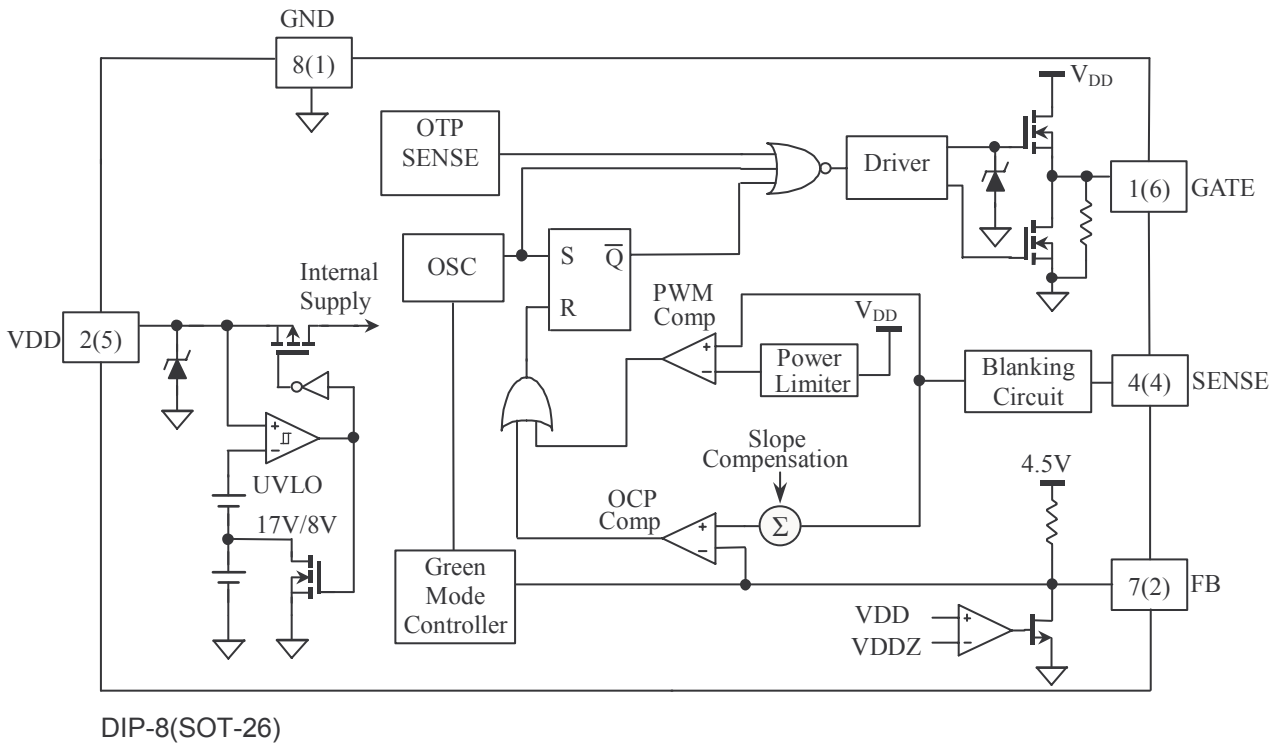 GND
8(1)
V_DD
OTP
SENSE
Driver
1(6)
GATE
OSC
S
Q̅
R
Internal
Supply
VDD
2(5)
PWM
Comp
+
−
V_DD
Power
Limiter
Blanking
Circuit
4(4)
SENSE
+
−
UVLO
17V/8V
Slope
Compensation
Σ
OCP
Comp
+
−
4.5V
Green
Mode
Controller
7(2)
FB
VDD
VDDZ
+
−
DIP-8(SOT-26)